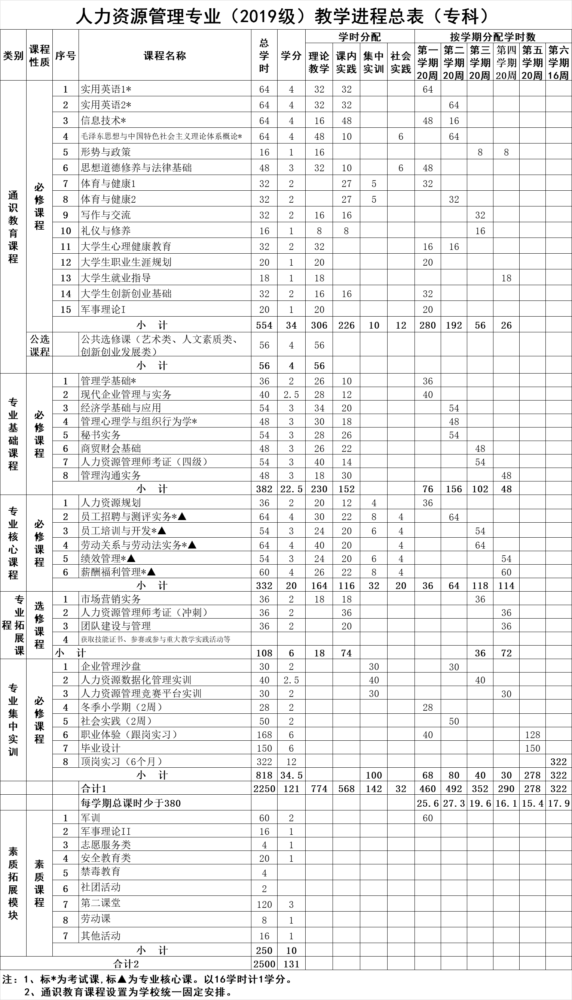 人力资源管理专业（2019级）教学进程总表（专科）
类别 课程性质 序号 课程名称 总学时 学分 学时分配 按学期分配学时数
理论教学 课内实践 集中实训 社会实践 第一学期20周 第二学期20周 第三学期20周 第四学期20周 第五学期20周 第六学期16周
通识教育课程 必修课程
1 实用英语1* 64 4 32 32 64
2 实用英语2* 64 4 32 32 64
3 信息技术* 64 4 16 48 48 16
4 毛泽东思想与中国特色社会主义理论体系概论* 64 4 48 10 6 64
5 形势与政策 16 1 16 8 8
6 思想道德修养与法律基础 48 3 32 10 6 48
7 体育与健康1 32 2 27 5 32
8 体育与健康2 32 2 27 5 32
9 写作与交流 32 2 16 16 32
10 礼仪与修养 16 1 8 8 16
11 大学生心理健康教育 32 2 32 16 16
12 大学生职业生涯规划 20 1 20 20
13 大学生就业指导 18 1 18 18
14 大学生创新创业基础 32 2 16 16 32
15 军事理论I 20 1 20 20
小 计 554 34 306 226 10 12 280 192 56 26
公选课程 公共选修课（艺术类、人文素质类、创新创业发展类） 56 4 56
小 计 56 4 56
专业基础课程 必修课程
1 管理学基础* 36 2 26 10 36
2 现代企业管理与实务 40 2.5 28 12 40
3 经济学基础与应用 54 3 34 20 54
4 管理心理学与组织行为学* 48 3 30 18 48
5 秘书实务 54 3 28 26 54
6 商贸财会基础 48 3 26 22 48
7 人力资源管理师考证（四级） 54 3 40 14 54
8 管理沟通实务 48 3 18 30 48
小 计 382 22.5 230 152 76 156 102 48
专业核心课程 必修课程
1 人力资源规划 36 2 20 12 4 36
2 员工招聘与测评实务*▲ 64 4 30 22 8 4 64
3 员工培训与开发*▲ 54 3 24 20 6 4 54
4 劳动关系与劳动法实务*▲ 64 4 40 20 4 64
5 绩效管理*▲ 54 3 24 20 6 4 54
6 薪酬福利管理*▲ 60 4 26 22 8 4 60
小 计 332 20 164 116 32 20 36 64 118 114
专业拓展课程 选修课程
1 市场营销实务 36 2 18 18 36
2 人力资源管理师考证（冲刺） 36 2 36 36
3 团队建设与管理 36 2 20 36
4 获取技能证书、参赛或参与重大教学实践活动等
小 计 108 6 18 74 36 72
专业集中实训 必修课程
1 企业管理沙盘 30 2 30 30
2 人力资源数据化管理实训 40 2.5 40 40
3 人力资源管理竞赛平台实训 30 2 30 30
4 冬季小学期（2周） 28 2 28
5 社会实践（2周） 50 2 50
6 职业体验（跟岗实习） 168 6 40 128
7 毕业设计 150 6 150
8 顶岗实习（6个月） 322 12 322
小 计 818 34.5 100 68 80 40 30 278 322
合计1 2250 121 774 568 142 32 460 492 352 290 278 322
每学期总课时少于380 25.6 27.3 19.6 16.1 15.4 17.9
素质拓展模块 素质课程
1 军训 60 2 60
2 军事理论II 16 1
3 志愿服务类 4 1
4 安全教育类 20 1
5 禁毒教育 4
6 社团活动 2
7 第二课堂 120 3
8 劳动课 8 1
7 其他活动 16 1
小 计 250 10
合计2 2500 131
注：1、标*为考试课,标▲为专业核心课。以16学时计1学分。
2、通识教育课程设置为学校统一固定安排。